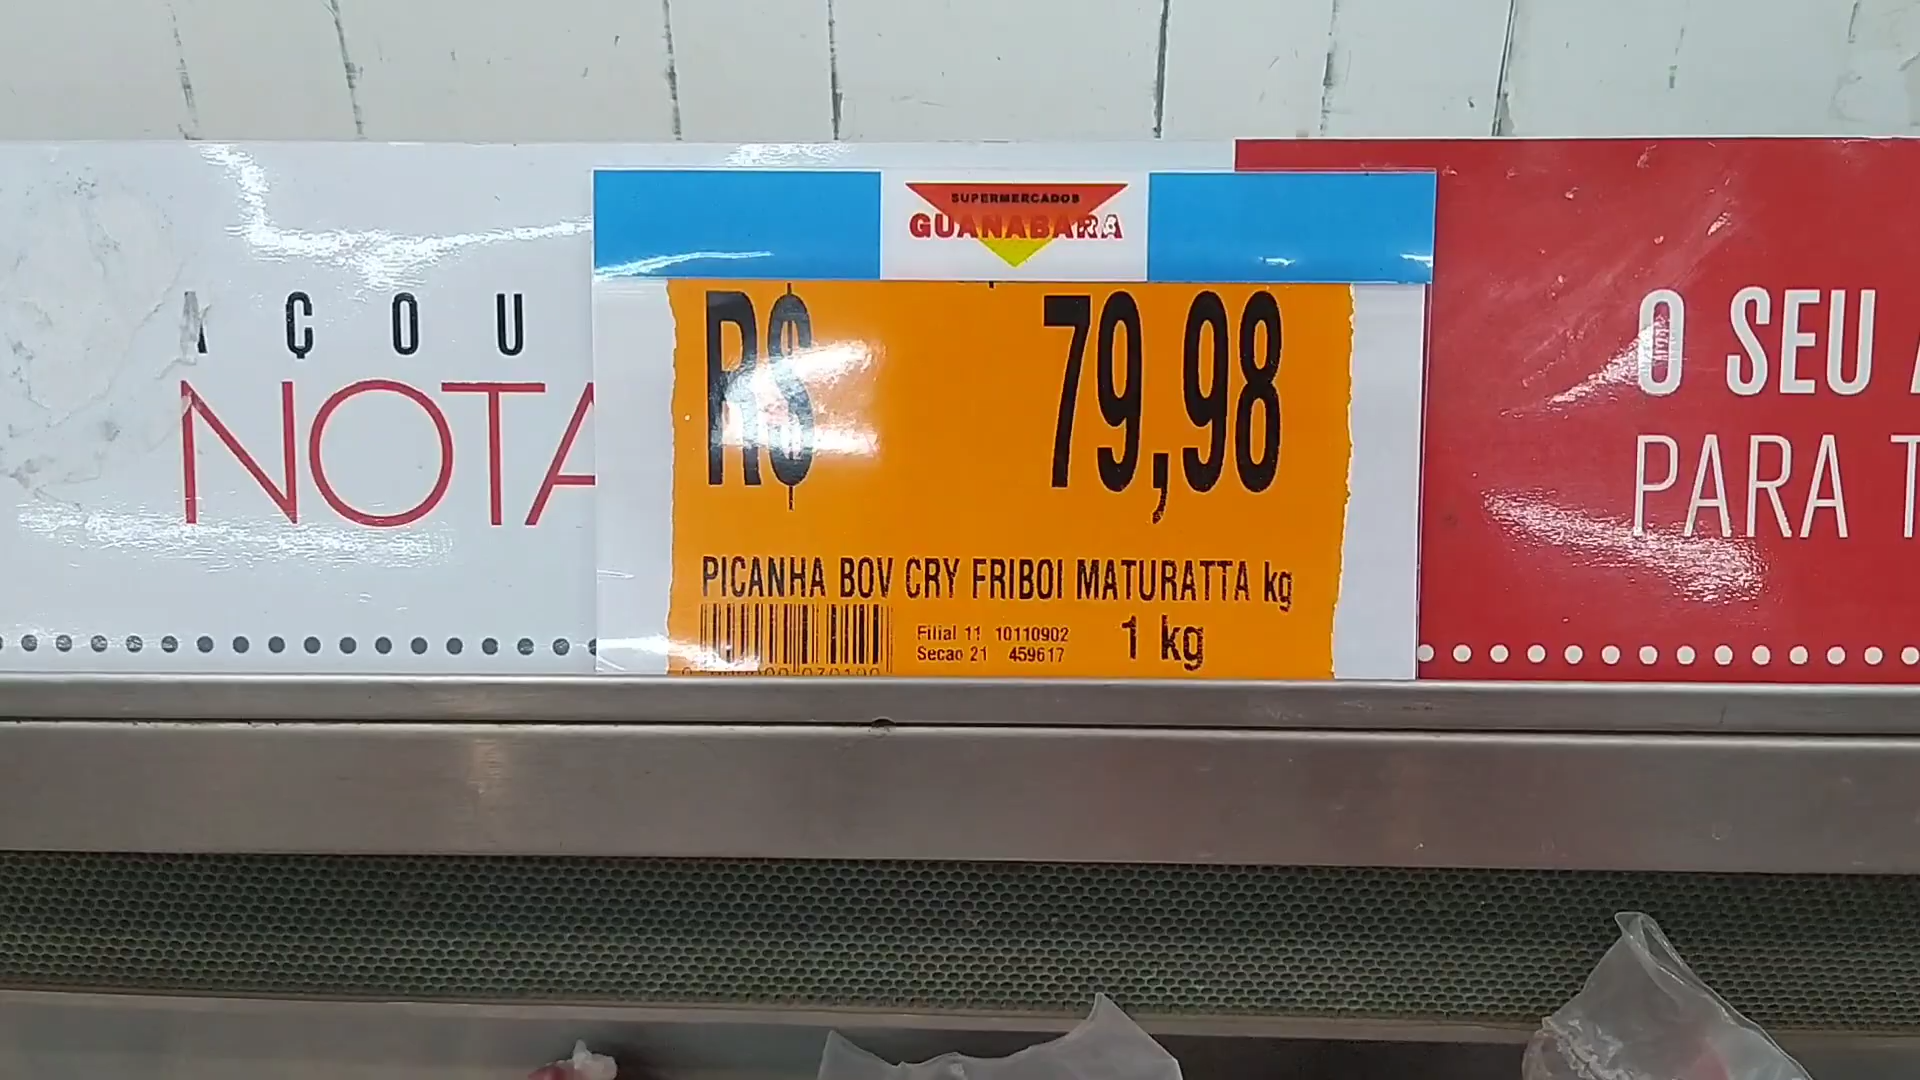 SUPERMERCADOS
GUANABARA
AÇOU
NOTA
R$ 79,98
PICANHA BOV CRY FRIBOI MATURATTA kg
Filial 11 10110902
Secao 21 459617
1 kg
O SEU
PARA T